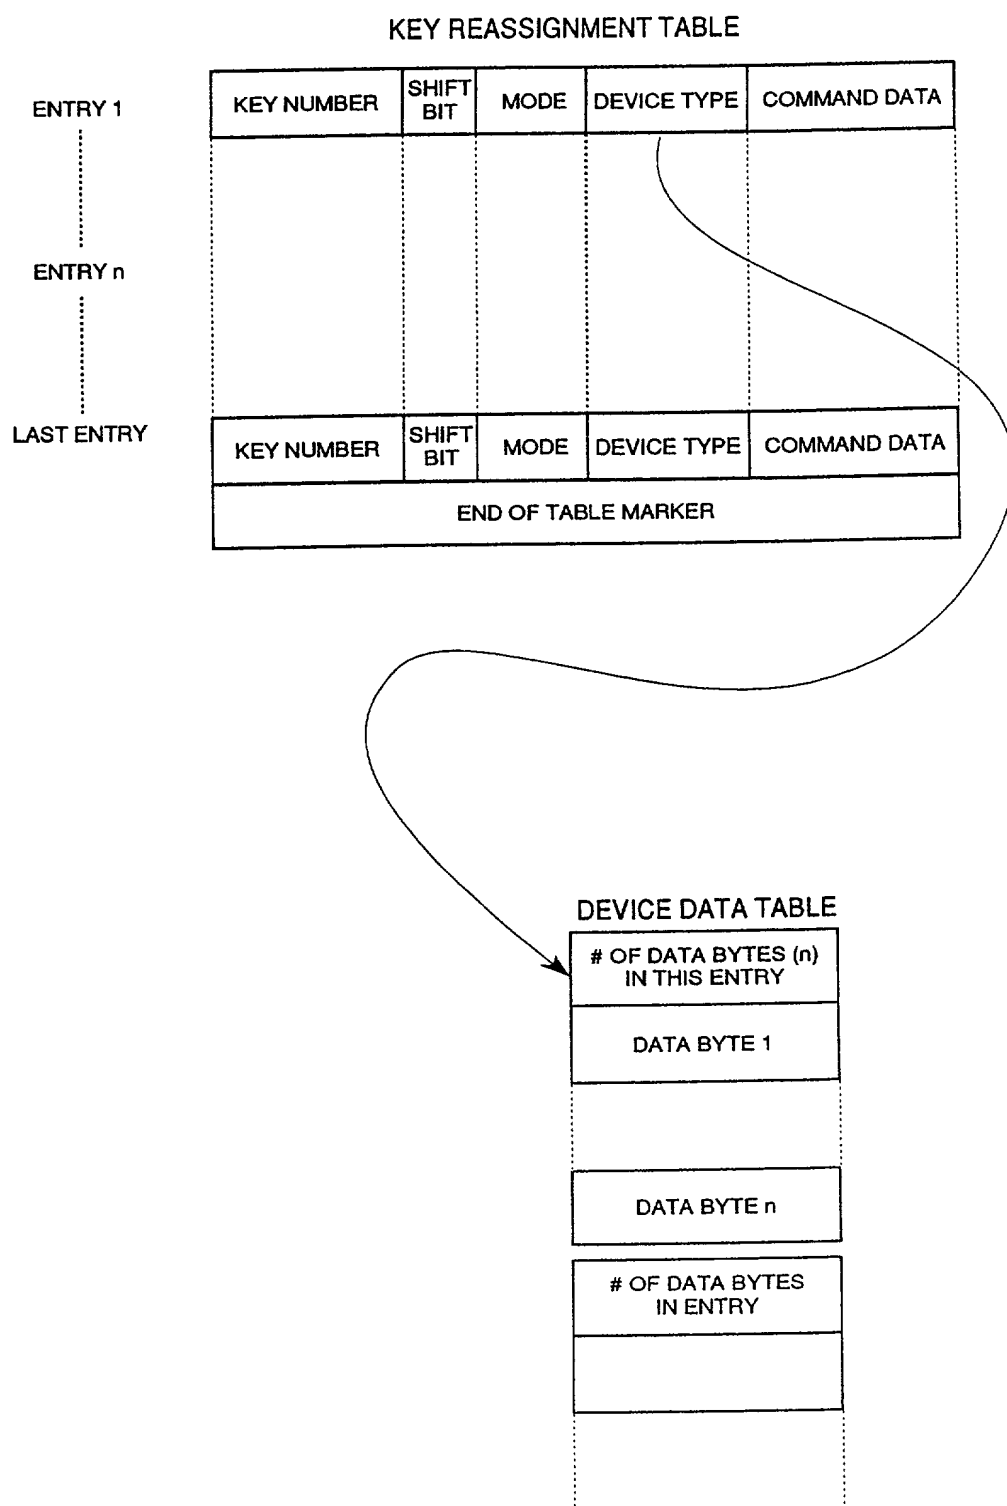 KEY REASSIGNMENT TABLE
ENTRY 1
KEY NUMBER
SHIFT
BIT
MODE
DEVICE TYPE
COMMAND DATA
ENTRY n
LAST ENTRY
KEY NUMBER
SHIFT
BIT
MODE
DEVICE TYPE
COMMAND DATA
END OF TABLE MARKER
DEVICE DATA TABLE
# OF DATA BYTES (n)
IN THIS ENTRY
DATA BYTE 1
DATA BYTE n
# OF DATA BYTES
IN ENTRY